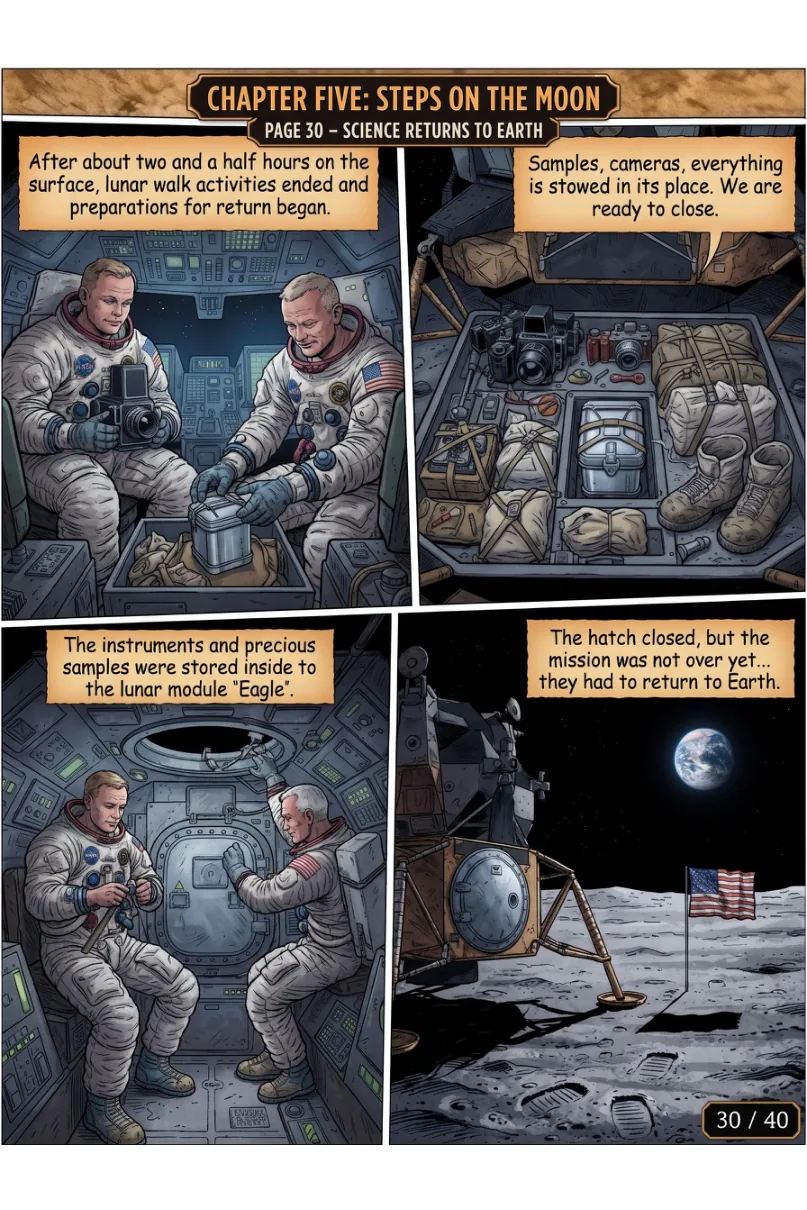 CHAPTER FIVE: STEPS ON THE MOON
PAGE 30 – SCIENCE RETURNS TO EARTH
After about two and a half hours on the
surface, lunar walk activities ended and
preparations for return began.
Samples, cameras, everything
is stowed in its place. We are
ready to close.
NASA
The instruments and precious
samples were stored inside to
the lunar module “Eagle”.
NASA
The hatch closed, but the
mission was not over yet...
they had to return to Earth.
30 / 40